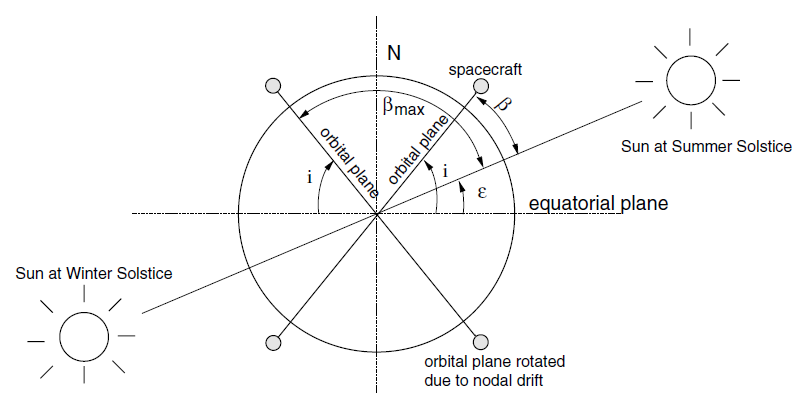 N
spacecraft
βmax
β
orbital plane
orbital plane
i
i
ε
Sun at Summer Solstice
equatorial plane
Sun at Winter Solstice
orbital plane rotated
due to nodal drift